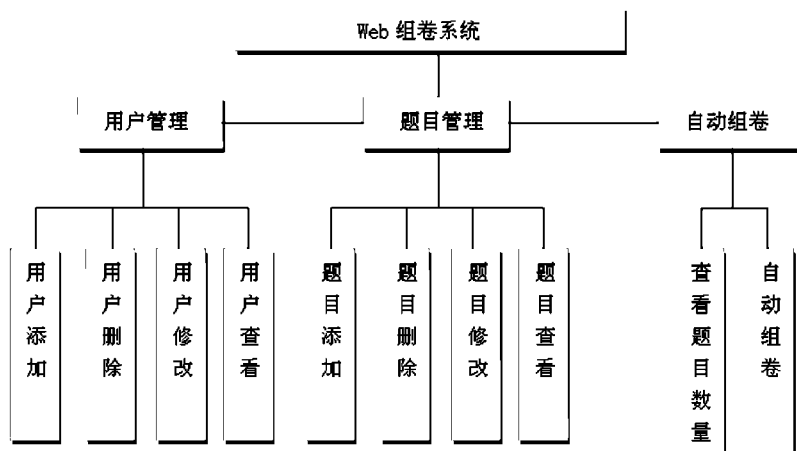 Web 组卷系统
用户管理
题目管理
自动组卷
用户添加
用户删除
用户修改
用户查看
题目添加
题目删除
题目修改
题目查看
查看题目数量
自动组卷